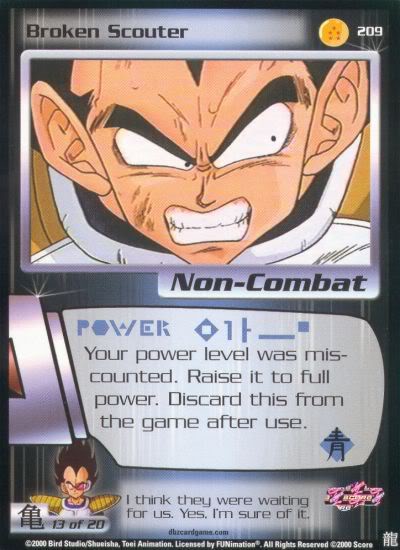 Broken Scouter
209
Non-Combat
POWER
Your power level was mis-
counted. Raise it to full
power. Discard this from
the game after use.
青
亀 13 of 20
I think they were waiting
for us. Yes, I'm sure of it.
dbzcardgame.com
©2000 Bird Studio/Shueisha, Toei Animation. Licensed by FUNimation®. All Rights Reserved ©2000 Score
龍